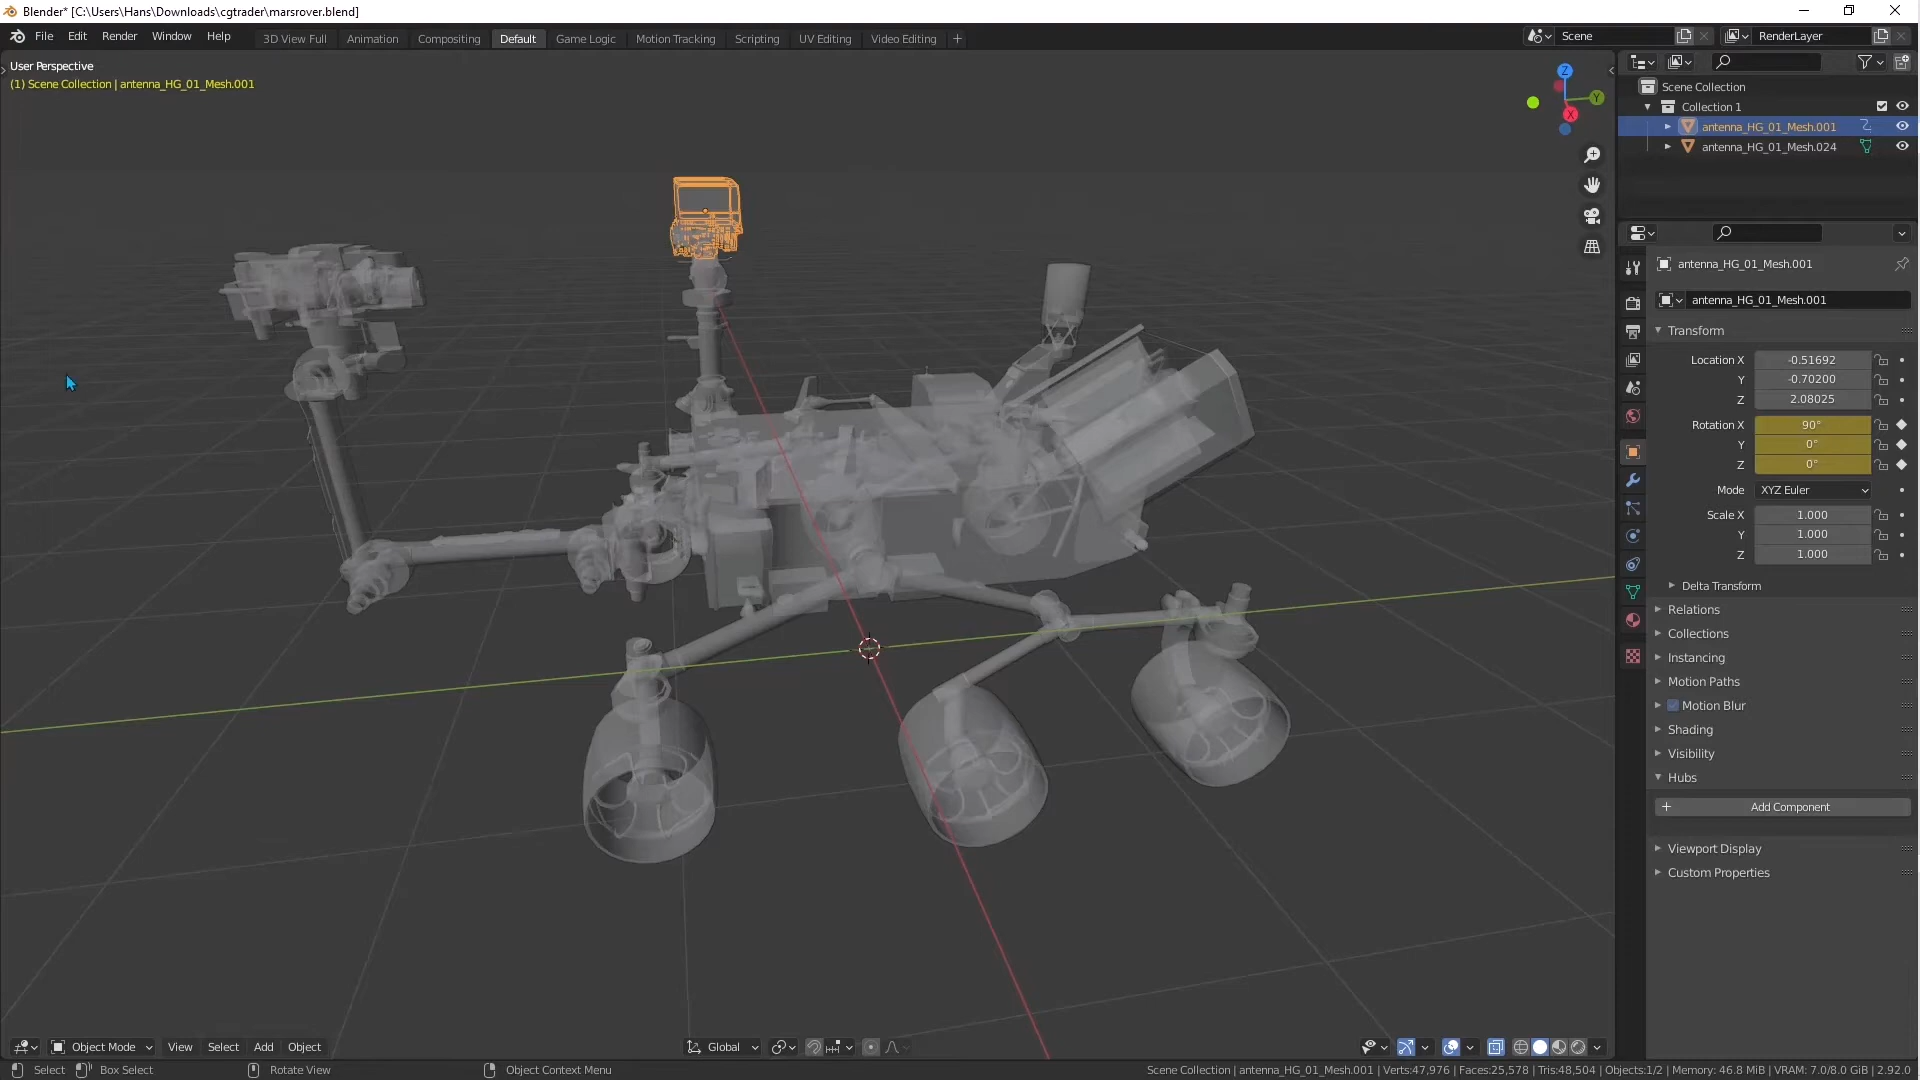 Blender* [C:\Users\Hans\Downloads\cgtrader\marsrover.blend]
File Edit Render Window Help 3D View Full Animation Compositing Default Game Logic Motion Tracking Scripting UV Editing Video Editing +
Scene
RenderLayer
User Perspective
(1) Scene Collection | antenna_HG_01_Mesh.001
Z
Y
X
Scene Collection
Collection 1
antenna_HG_01_Mesh.001
antenna_HG_01_Mesh.024
antenna_HG_01_Mesh.001
antenna_HG_01_Mesh.001
Transform
Location X -0.51692
Y -0.70200
Z 2.08025
Rotation X 90°
Y 0°
Z 0°
Mode XYZ Euler
Scale X 1.000
Y 1.000
Z 1.000
Delta Transform
Relations
Collections
Instancing
Motion Paths
Motion Blur
Shading
Visibility
Hubs
+ Add Component
Viewport Display
Custom Properties
Object Mode View Select Add Object Global
Select Box Select Rotate View Object Context Menu
Scene Collection | antenna_HG_01_Mesh.001 | Verts:47,976 | Faces:25,578 | Tris:48,504 | Objects:1/2 | Memory: 46.8 MiB | VRAM: 7.0/8.0 GiB | 2.92.0